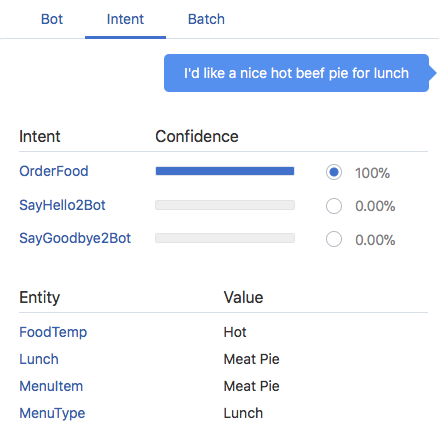 Bot Intent Batch
I'd like a nice hot beef pie for lunch
Intent Confidence
OrderFood 100%
SayHello2Bot 0.00%
SayGoodbye2Bot 0.00%
Entity Value
FoodTemp Hot
Lunch Meat Pie
MenuItem Meat Pie
MenuType Lunch